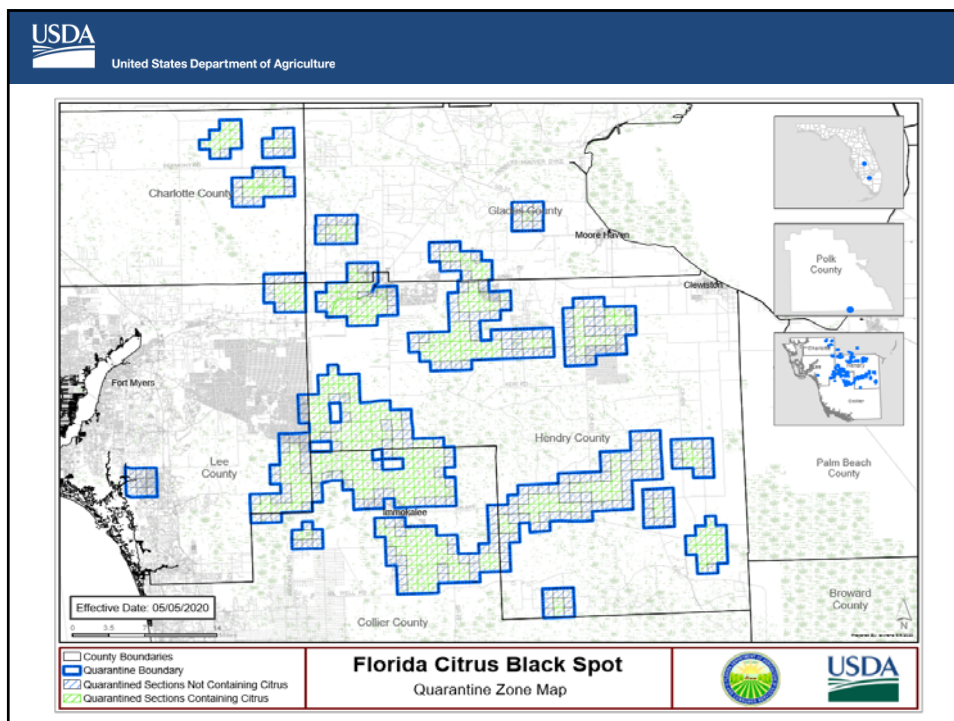 USDA
United States Department of Agriculture
Charlotte County
Glades County
Moore Haven
Clewiston
Polk
County
Fort Myers
Lee
County
Hendry County
Palm Beach
County
Immokalee
Collier County
Broward
County
Effective Date: 05/05/2020
0 3.5 14
N
County Boundaries
Quarantine Boundary
Quarantined Sections Not Containing Citrus
Quarantined Sections Containing Citrus
Florida Citrus Black Spot
Quarantine Zone Map
USDA